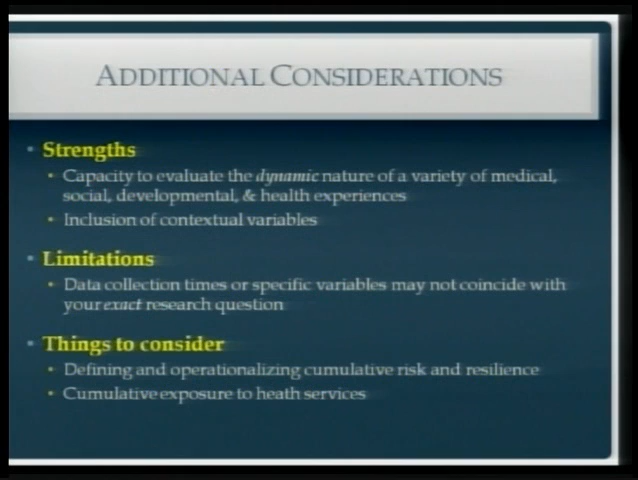 ADDITIONAL CONSIDERATIONS
• Strengths
• Capacity to evaluate the dynamic nature of a variety of medical,
social, developmental, & health experiences
• Inclusion of contextual variables
• Limitations
• Data collection times or specific variables may not coincide with
your exact research question
• Things to consider
• Defining and operationalizing cumulative risk and resilience
• Cumulative exposure to heath services